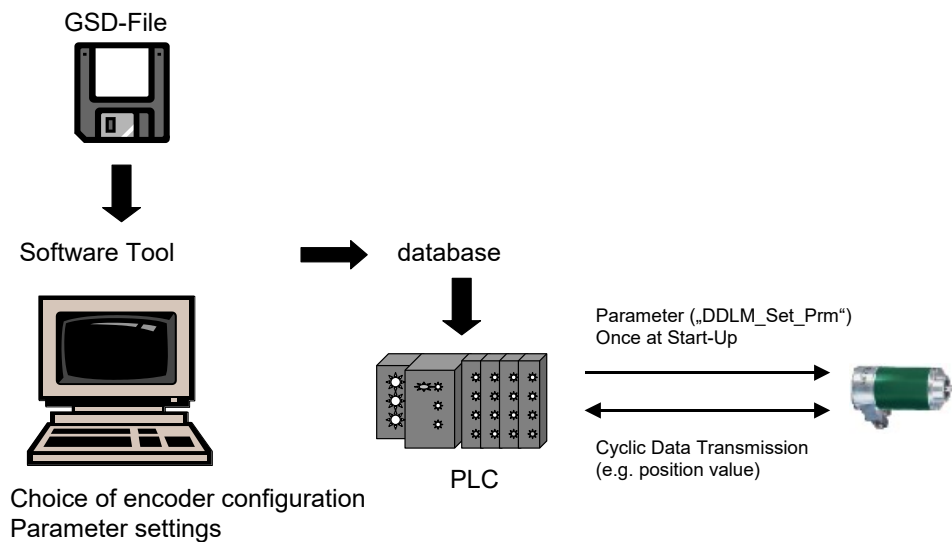 GSD-File
Software Tool
database
Parameter („DDLM_Set_Prm“)
Once at Start-Up
Cyclic Data Transmission
(e.g. position value)
PLC
Choice of encoder configuration
Parameter settings